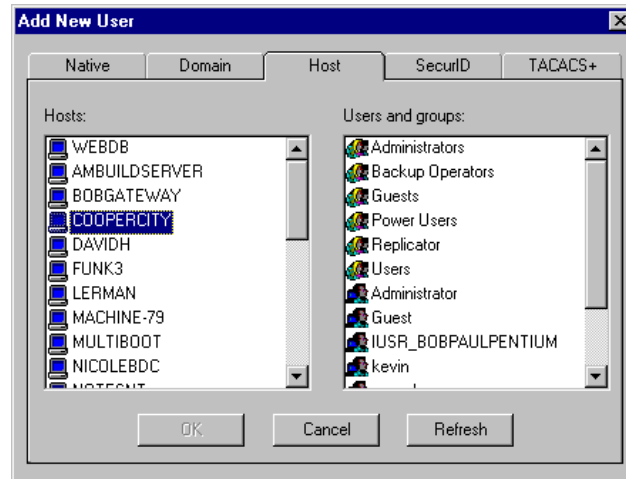 Add New User
Native Domain Host SecurID TACACS+
Hosts:
WEBDB
AMBUILDSERVER
BOBGATEWAY
COOPERCITY
DAVIDH
FUNK3
LERMAN
MACHINE-79
MULTIBOOT
NICOLEBDC
Users and groups:
Administrators
Backup Operators
Guests
Power Users
Replicator
Users
Administrator
Guest
IUSR_BOBPAULPENTIUM
kevin
OK Cancel Refresh